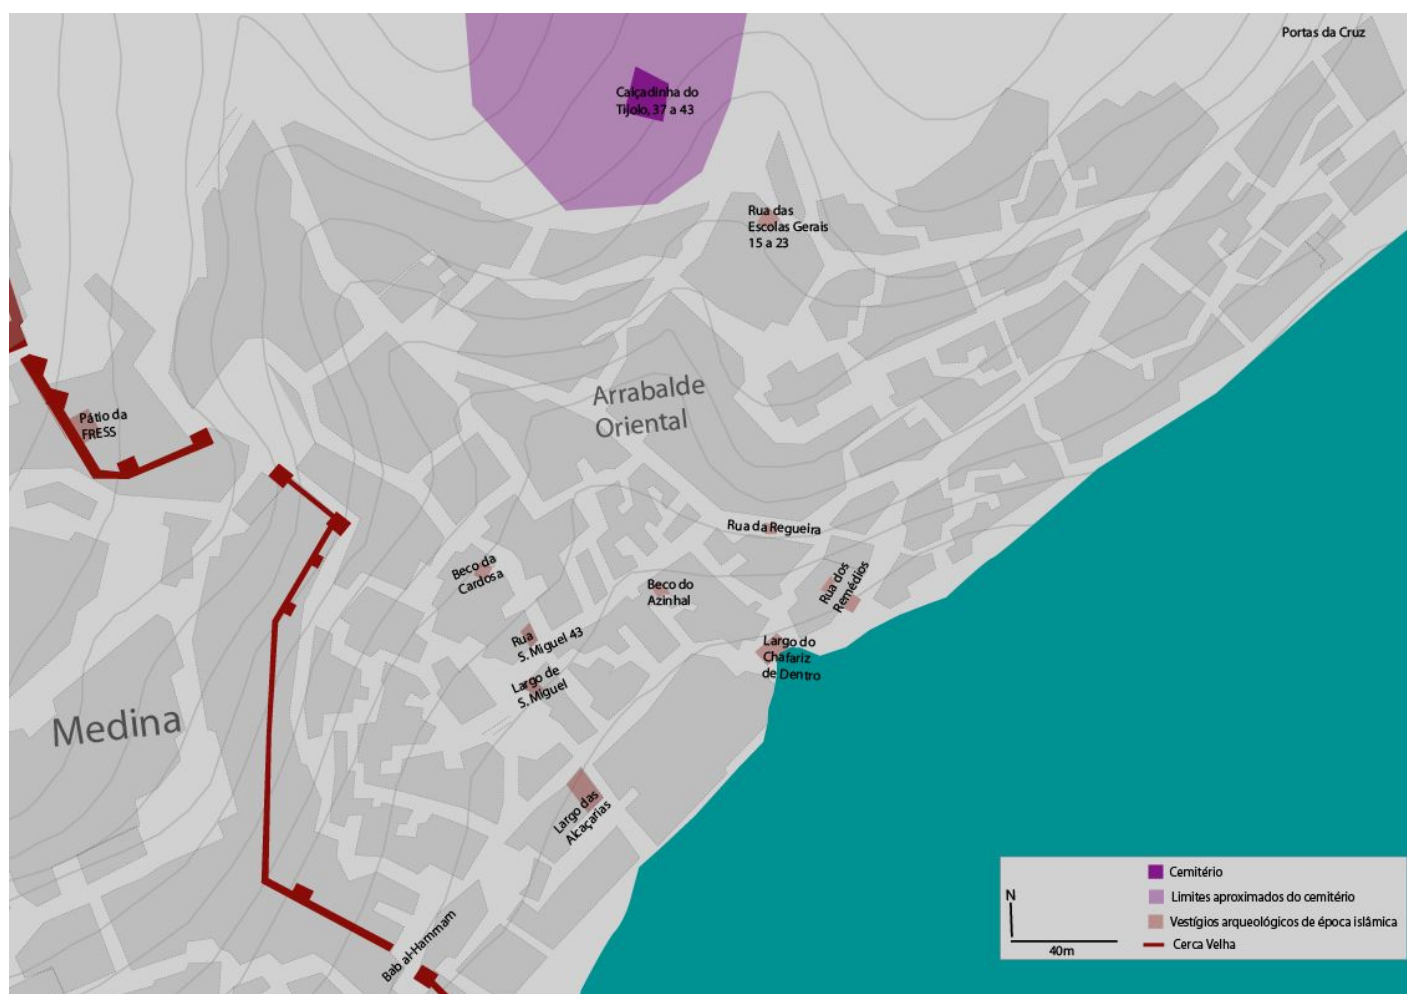 Portas da Cruz
Calçadinha do
Tijolo, 37 a 43
Rua das
Escolas Gerais
15 a 23
Arrabalde
Oriental
Pátio da
FRESS
Rua da Regueira
Beco da
Cardosa
Beco do
Azinhal
Rua dos
Remédios
Rua
S. Miguel 43
Largo do
Chafariz
de Dentro
Largo de
S. Miguel
Medina
Largo das
Alcaçarias
Bab al-Hammam
N
40m
Cemitério
Limites aproximados do cemitério
Vestígios arqueológicos de época islâmica
Cerca Velha